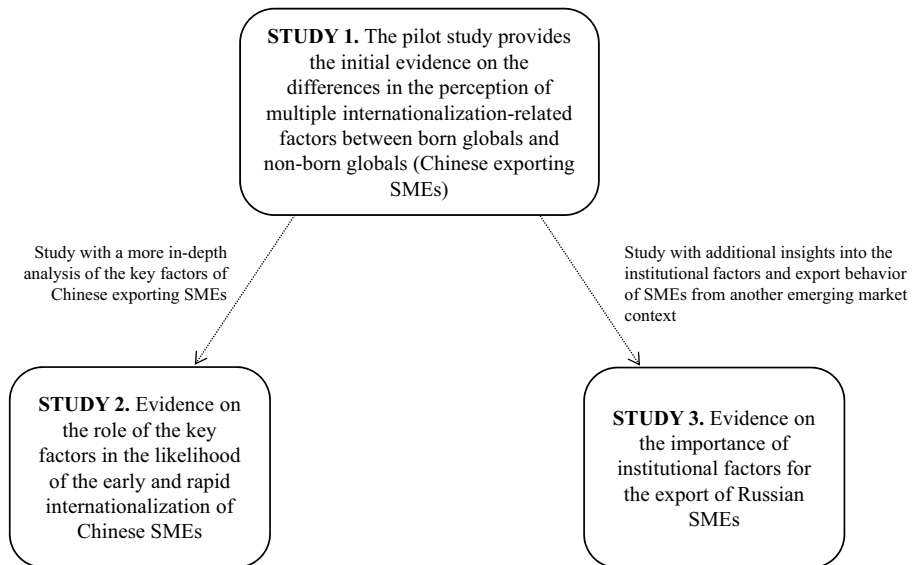 STUDY 1. The pilot study provides
the initial evidence on the
differences in the perception of
multiple internationalization-related
factors between born globals and
non-born globals (Chinese exporting
SMEs)
Study with a more in-depth
analysis of the key factors of
Chinese exporting SMEs
Study with additional insights into the
institutional factors and export behavior
of SMEs from another emerging market
context
STUDY 2. Evidence on
the role of the key
factors in the likelihood
of the early and rapid
internationalization of
Chinese SMEs
STUDY 3. Evidence on
the importance of
institutional factors for
the export of Russian
SMEs